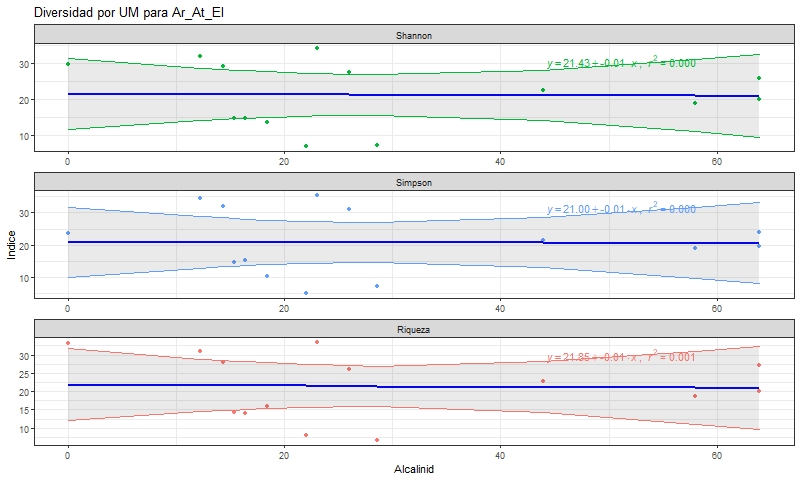 Diversidad por UM para Ar_At_El
Shannon
30
20
10
y = 21.43 + -0.01 · x , r² = 0.000
0
20
40
60
Simpson
30
20
10
y = 21.00 + -0.01 · x , r² = 0.000
0
20
40
60
Indice
Riqueza
30
25
20
15
10
y = 21.85 + -0.01 · x , r² = 0.001
0
20
40
60
Alcalinid